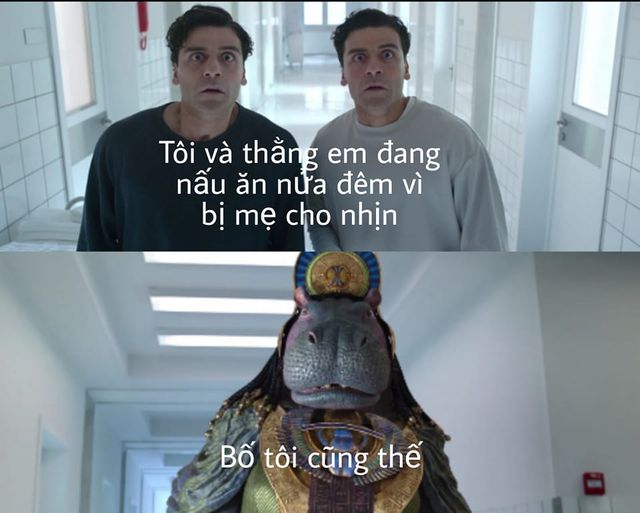 Tôi và thằng em đang
nấu ăn nửa đêm vì
bị mẹ cho nhịn
Bố tôi cũng thế